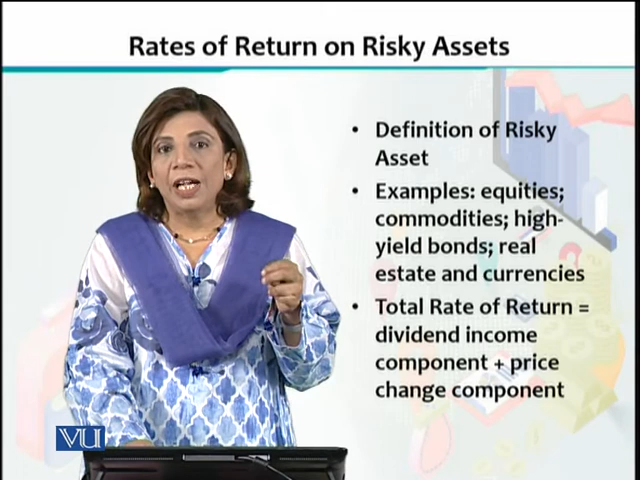 Rates of Return on Risky Assets
• Definition of Risky
Asset
• Examples: equities;
commodities; high-
yield bonds; real
estate and currencies
• Total Rate of Return =
dividend income
component + price
change component
VU